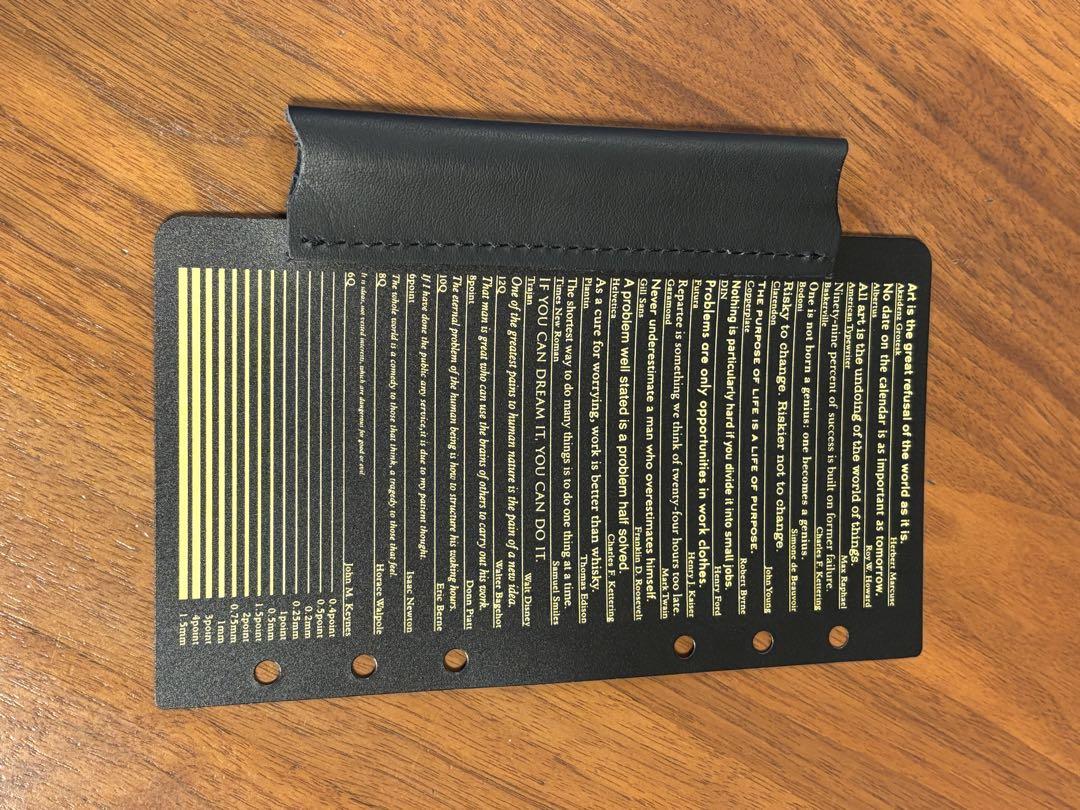 Art is the great refusal of the world as it is.
Akzidenz Grotesk Herbert Marcuse
No date on the calendar is as important as tomorrow.
Albertus Roy W. Howard
All art is the undoing of the world of things.
American Typewriter Max Raphael
Ninety-nine percent of success is built on former failure.
Baskerville Charles F. Kettering
One is not born a genius: one becomes a genius.
Bodoni Simone de Beauvoir
Risky to change. Riskier not to change.
Clarendon John Young
THE PURPOSE OF LIFE IS A LIFE OF PURPOSE.
Copperplate Robert Byrne
Nothing is particularly hard if you divide it into small jobs.
DIN Henry Ford
Problems are only opportunities in work clothes.
Futura Henry J. Kaiser
Repartee is something we think of twenty-four hours too late.
Garamond Mark Twain
Never underestimate a man who overestimates himself.
Gill Sans Franklin D. Roosevelt
A problem well stated is a problem half solved.
Helvetica Charles F. Kettering
As a cure for worrying, work is better than whisky.
Plantin Thomas Edison
The shortest way to do many things is to do one thing at a time.
Times New Roman Samuel Smiles
IF YOU CAN DREAM IT, YOU CAN DO IT.
Trajan Walt Disney
One of the greatest pains to human nature is the pain of a new idea.
12Q Walter Bagehot
That man is great who can use the brains of others to carry out his work.
8point Donn Piatt
The eternal problem of the human being is how to structure his waking hours.
10Q Eric Berne
If I have done the public any service, it is due to my patient thought.
6point Isaac Newton
The whole world is a comedy to those that think, a tragedy to those that feel.
8Q Horace Walpole
It is ideas, not vested interests, which are dangerous for good or evil
6Q John M. Keynes
0.4point
0.5point
0.2mm
0.25mm
1point
0.5mm
1.5point
2point
0.75mm
1mm
3point
4point
1.5mm